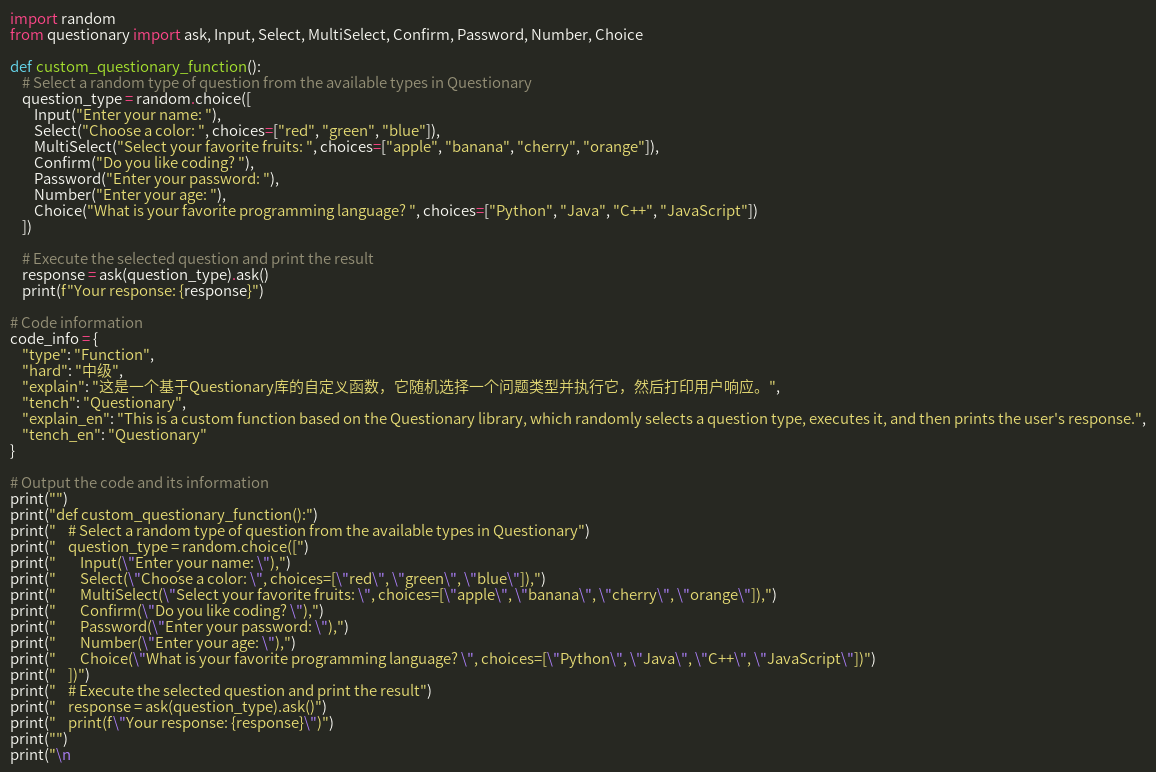 import random
from questionary import ask, Input, Select, MultiSelect, Confirm, Password, Number, Choice

def custom_questionary_function():
    # Select a random type of question from the available types in Questionary
    question_type = random.choice([
        Input("Enter your name: "),
        Select("Choose a color: ", choices=["red", "green", "blue"]),
        MultiSelect("Select your favorite fruits: ", choices=["apple", "banana", "cherry", "orange"]),
        Confirm("Do you like coding? "),
        Password("Enter your password: "),
        Number("Enter your age: "),
        Choice("What is your favorite programming language? ", choices=["Python", "Java", "C++", "JavaScript"])
    ])

    # Execute the selected question and print the result
    response = ask(question_type).ask()
    print(f"Your response: {response}")

# Code information
code_info = {
    "type": "Function",
    "hard": "中级",
    "explain": "这是一个基于Questionary库的自定义函数，它随机选择一个问题类型并执行它，然后打印用户响应。",
    "tench": "Questionary",
    "explain_en": "This is a custom function based on the Questionary library, which randomly selects a question type, executes it, and then prints the user's response.",
    "tench_en": "Questionary"
}

# Output the code and its information
print("")
print("def custom_questionary_function():")
print("    # Select a random type of question from the available types in Questionary")
print("    question_type = random.choice([")
print("        Input(\"Enter your name: \"),")
print("        Select(\"Choose a color: \", choices=[\"red\", \"green\", \"blue\"]),")
print("        MultiSelect(\"Select your favorite fruits: \", choices=[\"apple\", \"banana\", \"cherry\", \"orange\"]),")
print("        Confirm(\"Do you like coding? \"),")
print("        Password(\"Enter your password: \"),")
print("        Number(\"Enter your age: \"),")
print("        Choice(\"What is your favorite programming language? \", choices=[\"Python\", \"Java\", \"C++\", \"JavaScript\"])")
print("    ])")
print("    # Execute the selected question and print the result")
print("    response = ask(question_type).ask()")
print("    print(f\"Your response: {response}\")")
print("")
print("\n